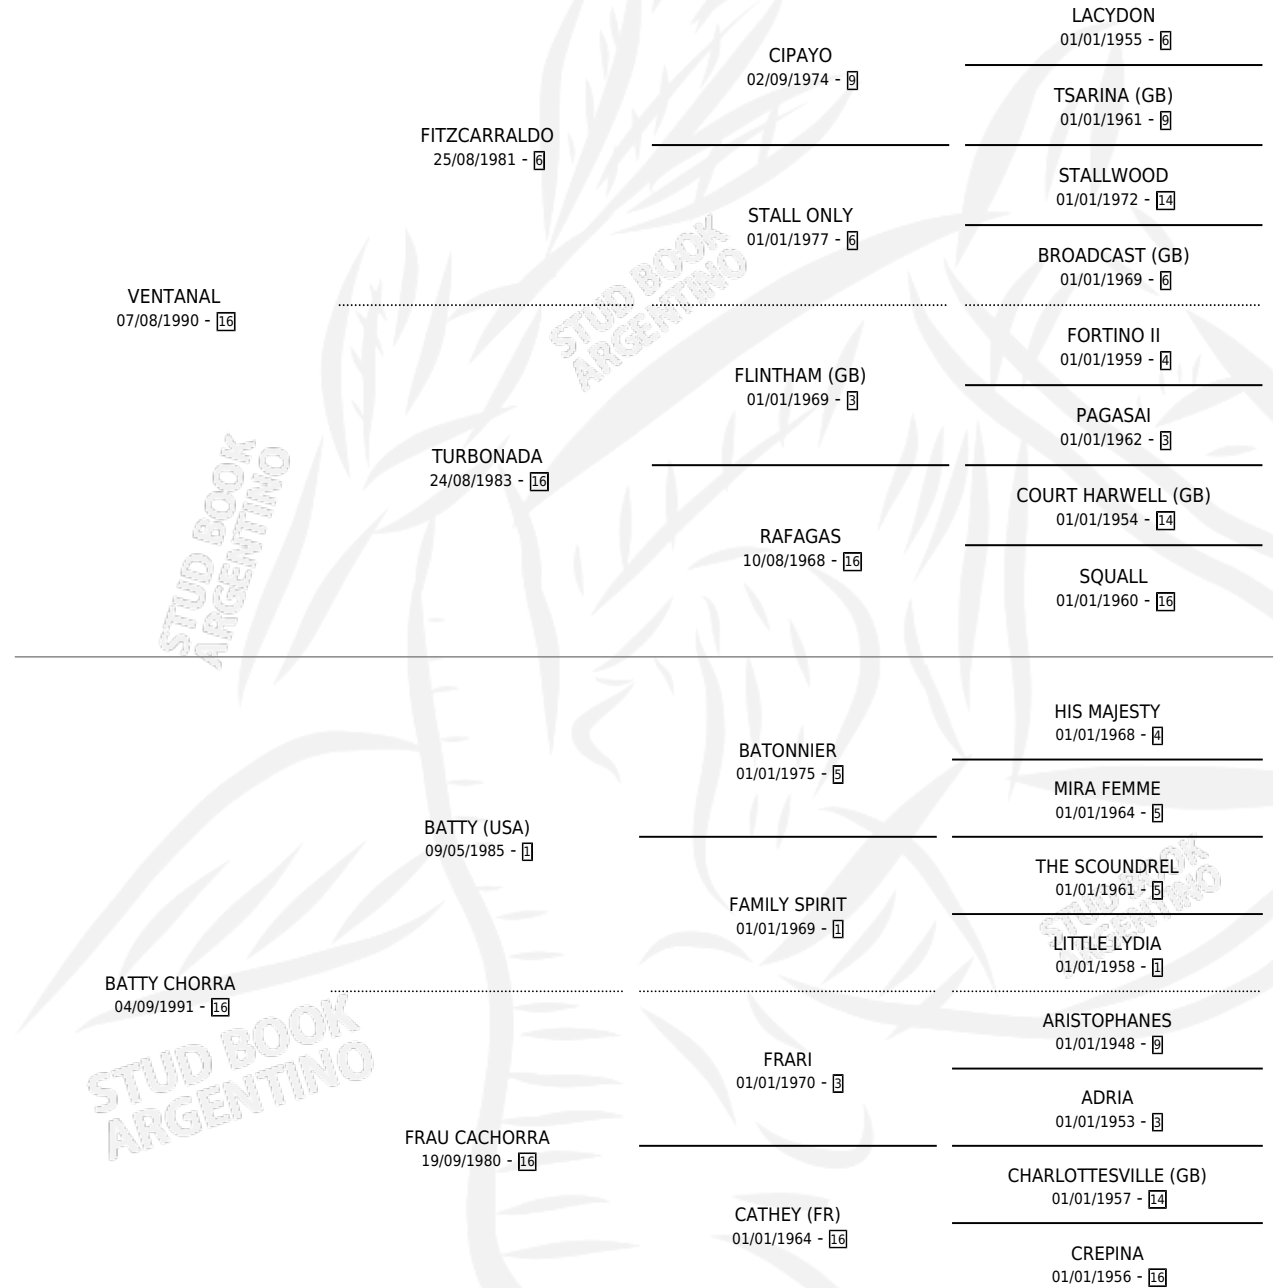 LACYDON
01/01/1955 - 6
CIPAYO
02/09/1974 - 9
TSARINA (GB)
01/01/1961 - 9
FITZCARRALDO
25/08/1981 - 6
STALLWOOD
01/01/1972 - 14
STALL ONLY
01/01/1977 - 6
BROADCAST (GB)
01/01/1969 - 6
VENTANAL
07/08/1990 - 16
FORTINO II
01/01/1959 - 4
FLINTHAM (GB)
01/01/1969 - 3
PAGASAI
01/01/1962 - 3
TURBONADA
24/08/1983 - 16
COURT HARWELL (GB)
01/01/1954 - 14
RAFAGAS
10/08/1968 - 16
SQUALL
01/01/1960 - 16
STUD BOOK
ARGENTINO
STUD BOOK
ARGENTINO
HIS MAJESTY
01/01/1968 - 4
BATONNIER
01/01/1975 - 5
MIRA FEMME
01/01/1964 - 5
BATTY (USA)
09/05/1985 - 1
THE SCOUNDREL
01/01/1961 - 5
FAMILY SPIRIT
01/01/1969 - 1
LITTLE LYDIA
01/01/1958 - 1
BATTY CHORRA
04/09/1991 - 16
ARISTOPHANES
01/01/1948 - 9
FRARI
01/01/1970 - 3
ADRIA
01/01/1953 - 3
FRAU CACHORRA
19/09/1980 - 16
CHARLOTTESVILLE (GB)
01/01/1957 - 14
CATHEY (FR)
01/01/1964 - 16
CREPINA
01/01/1956 - 16
STUD BOOK
ARGENTINO
STUD BOOK
ARGENTINO